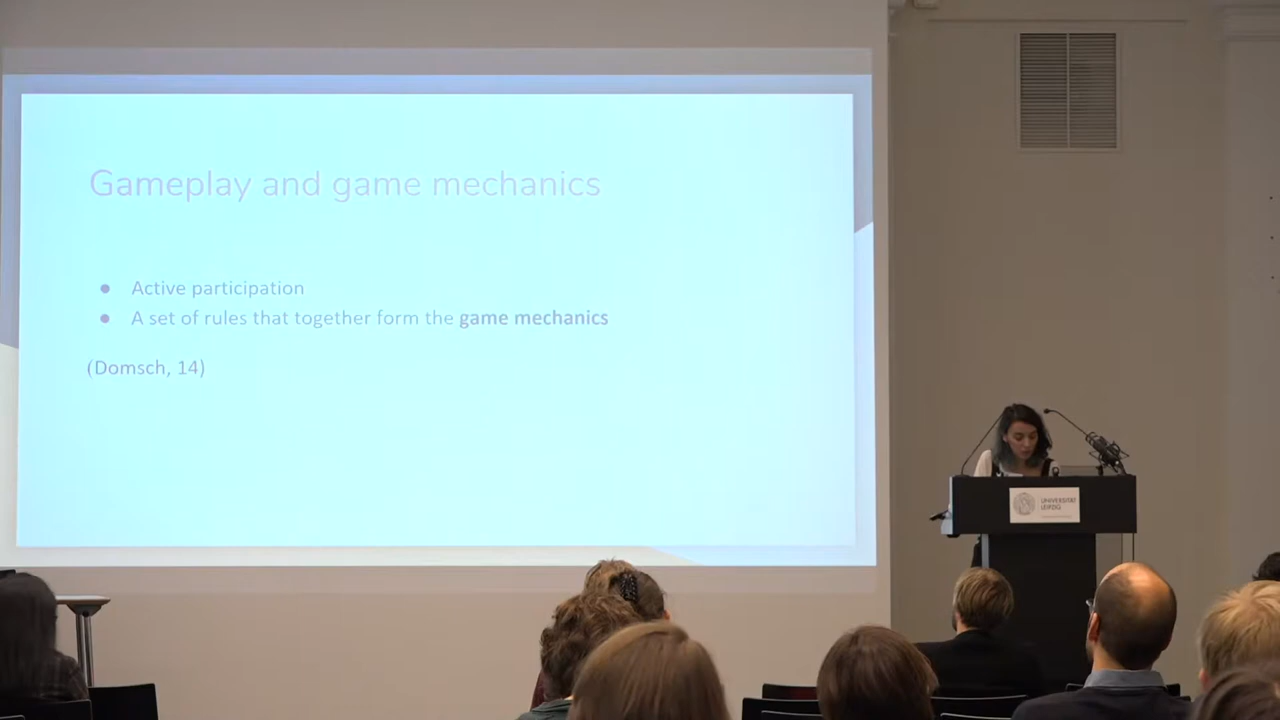 Gameplay and game mechanics
● Active participation
● A set of rules that together form the game mechanics
(Domsch, 14)
UNIVERSITÄT
LEIPZIG